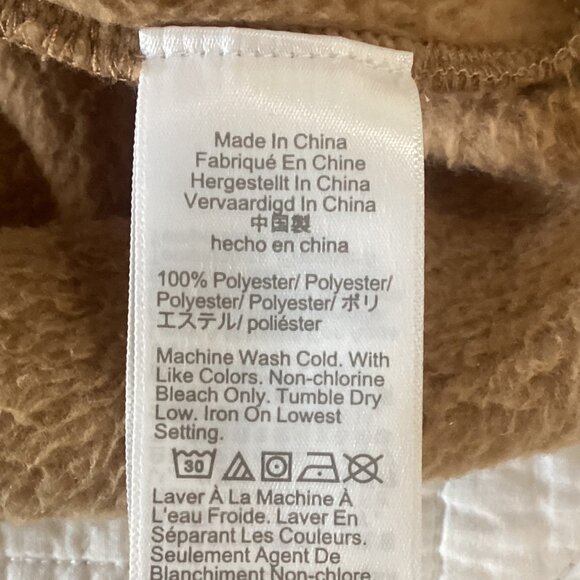 Made In China
Fabriqué En Chine
Hergestellt In China
Vervaardigd In China
中国製
hecho en china
100% Polyester/ Polyester/
Polyester/ Polyester/ ポリ
エステル/ poliéster
Machine Wash Cold. With
Like Colors. Non-chlorine
Bleach Only. Tumble Dry
Low. Iron On Lowest
Setting.
30
Laver À La Machine À
L'eau Froide. Laver En
Séparant Les Couleurs.
Seulement Agent De
Blanchiment Non-chlore